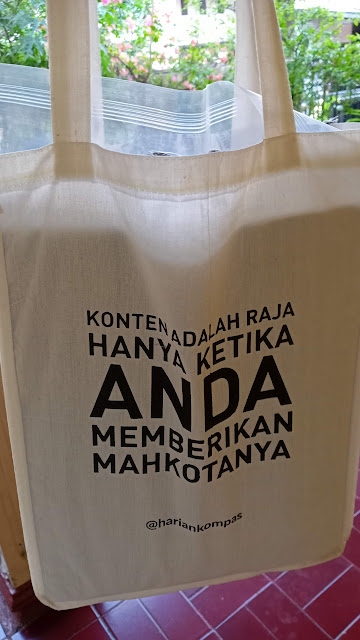 KONTEN ADALAH RAJA
HANYA KETIKA
ANDA
MEMBERIKAN
MAHKOTANYA
@hariankompas